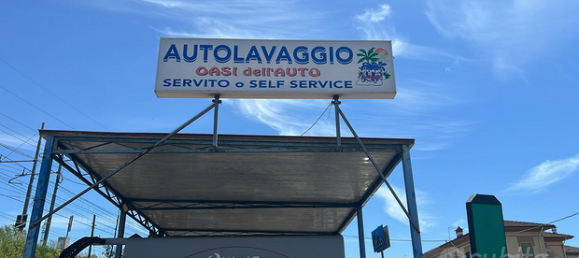 AUTOLAVAGGIO
OASI dell'AUTO
SERVITO o SELF SERVICE